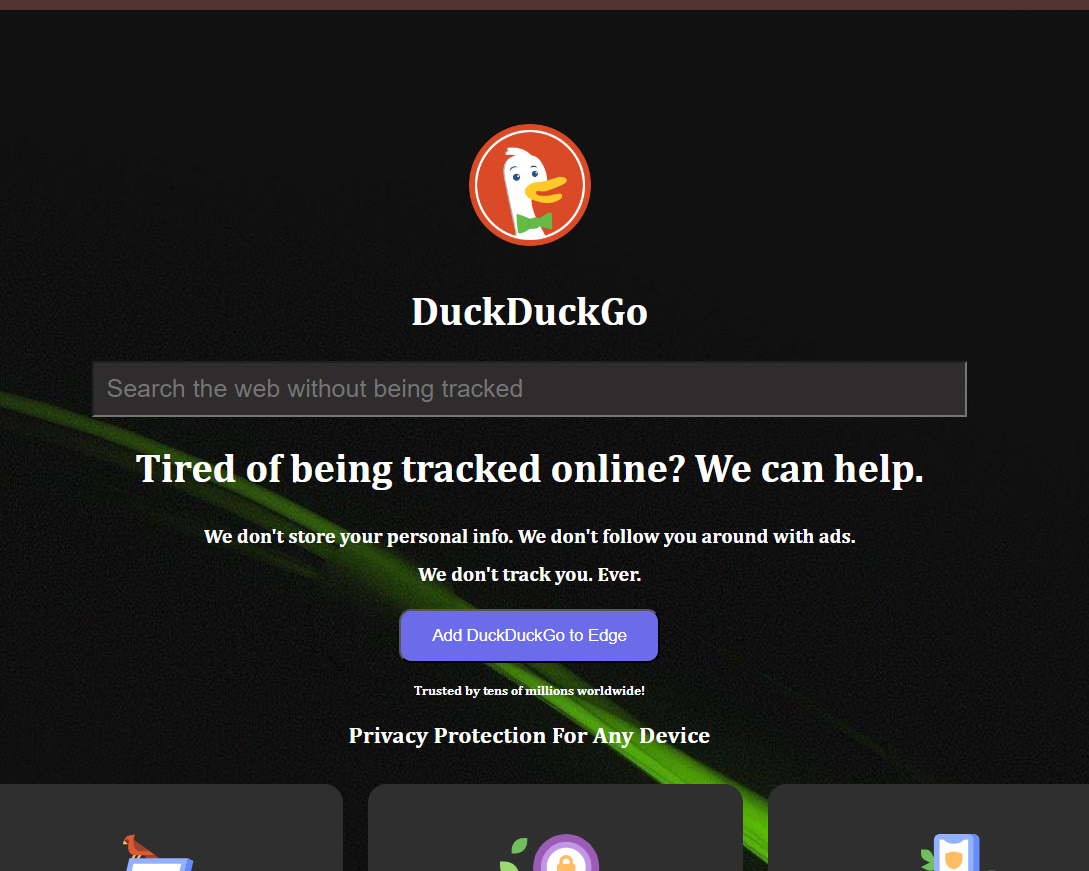 DuckDuckGo
Search the web without being tracked
Tired of being tracked online? We can help.
We don't store your personal info. We don't follow you around with ads.
We don't track you. Ever.
Add DuckDuckGo to Edge
Trusted by tens of millions worldwide!
Privacy Protection For Any Device